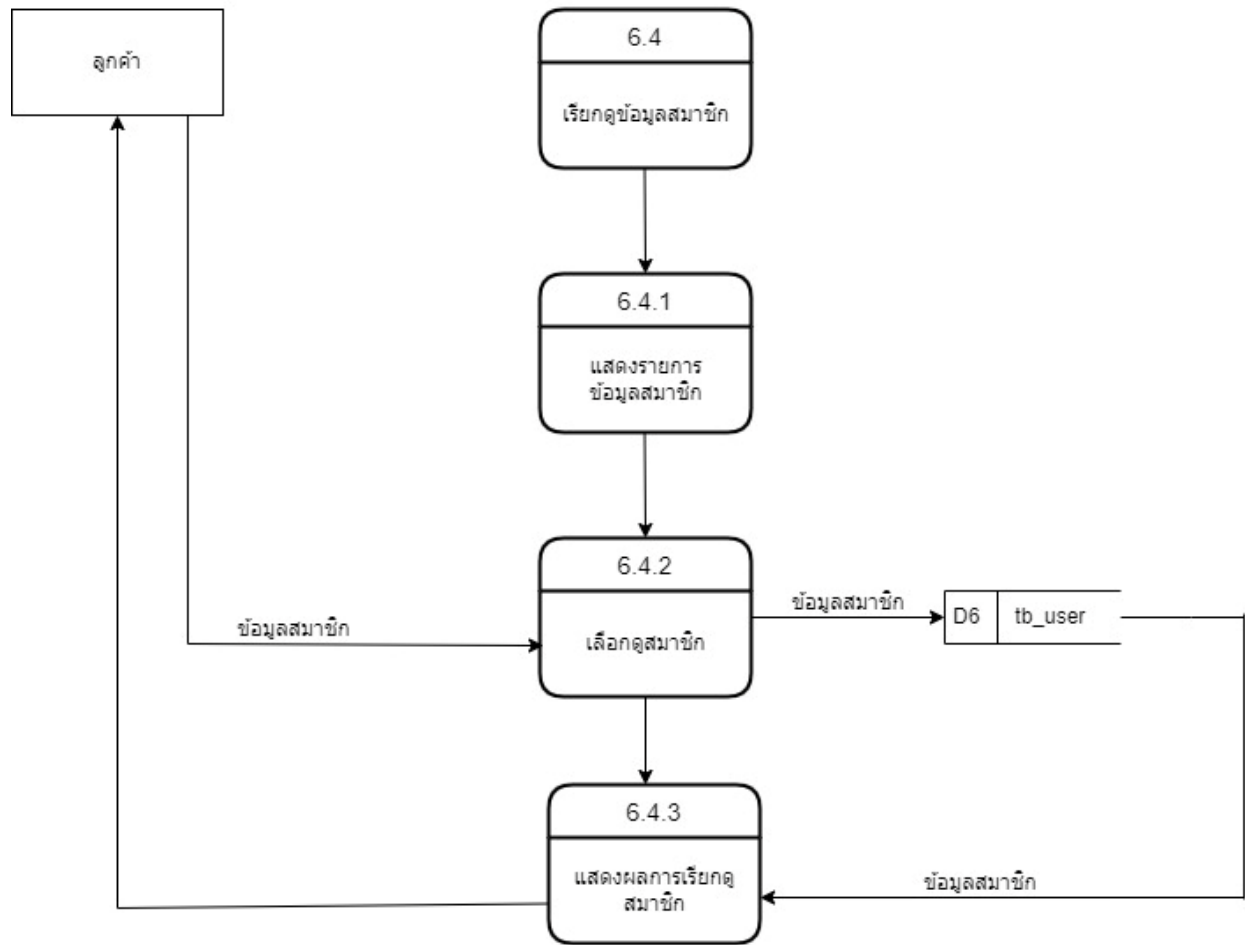 ลูกค้า
6.4
เรียกดูข้อมูลสมาชิก
6.4.1
แสดงรายการ
ข้อมูลสมาชิก
6.4.2
เลือกดูสมาชิก
ข้อมูลสมาชิก
ข้อมูลสมาชิก
D6 tb_user
6.4.3
แสดงผลการเรียกดู
สมาชิก
ข้อมูลสมาชิก